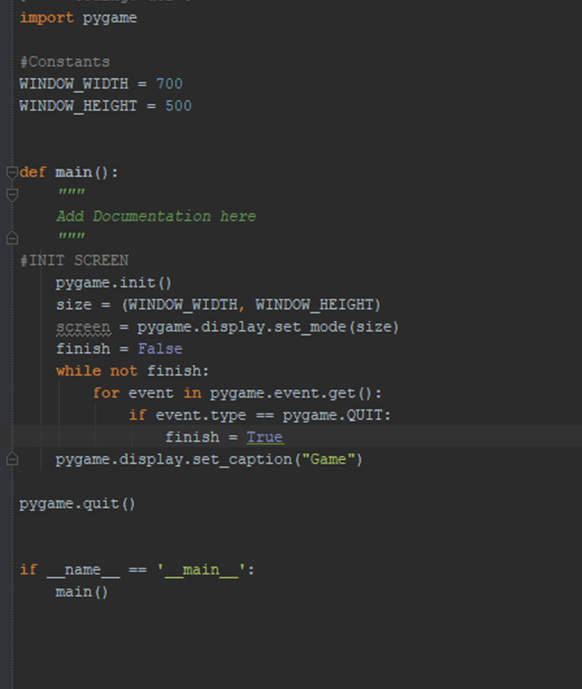 import pygame
#Constants
WINDOW_WIDTH = 700
WINDOW_HEIGHT = 500
def main():
    """
    Add Documentation here
    """
#INIT SCREEN
    pygame.init()
    size = (WINDOW_WIDTH, WINDOW_HEIGHT)
    screen = pygame.display.set_mode(size)
    finish = False
    while not finish:
        for event in pygame.event.get():
            if event.type == pygame.QUIT:
                finish = True
    pygame.display.set_caption("Game")
pygame.quit()
if __name__ == '__main__':
    main()